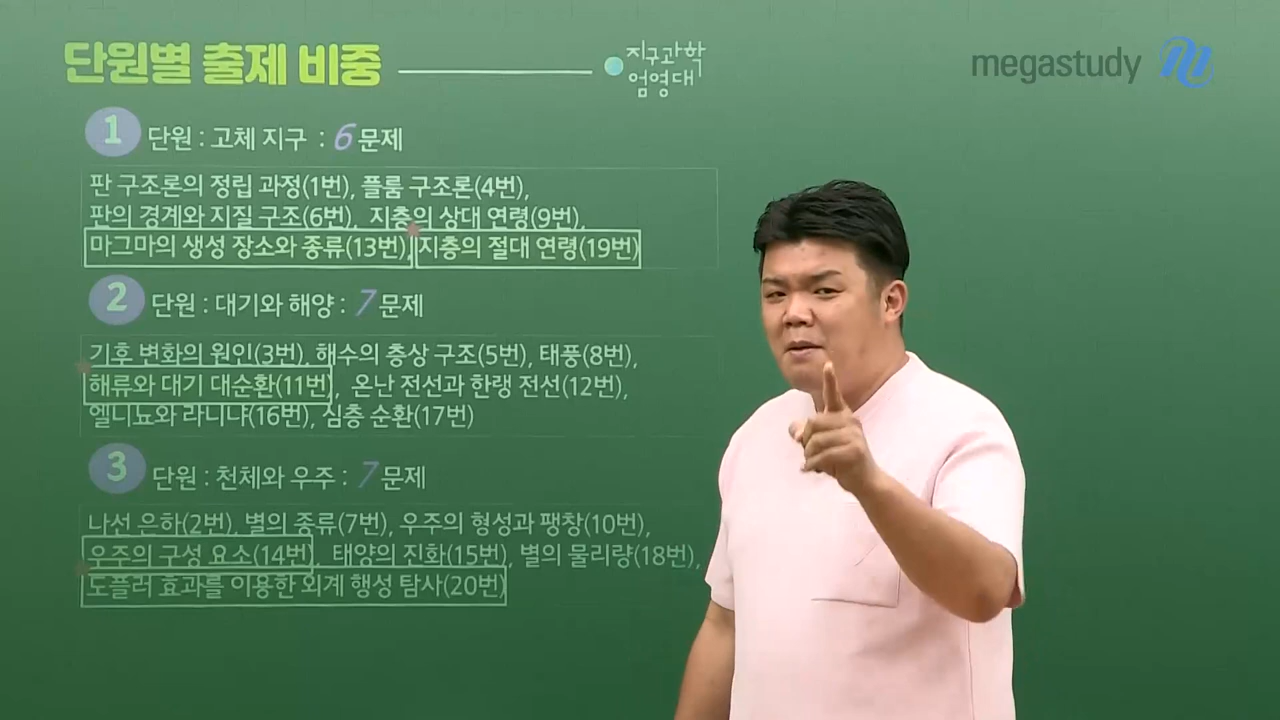 단원별 출제 비중
지구과학
엄영대
megastudy
1 단원 : 고체 지구 : 6 문제
판 구조론의 정립 과정(1번), 플룸 구조론(4번),
판의 경계와 지질 구조(6번), 지층의 상대 연령(9번),
마그마의 생성 장소와 종류(13번), 지층의 절대 연령(19번)
2 단원 : 대기와 해양 : 7 문제
기후 변화의 원인(3번), 해수의 층상 구조(5번), 태풍(8번),
해류와 대기 대순환(11번), 온난 전선과 한랭 전선(12번),
엘니뇨와 라니냐(16번), 심층 순환(17번)
3 단원 : 천체와 우주 : 7 문제
나선 은하(2번), 별의 종류(7번), 우주의 형성과 팽창(10번),
우주의 구성 요소(14번), 태양의 진화(15번), 별의 물리량(18번),
도플러 효과를 이용한 외계 행성 탐사(20번)